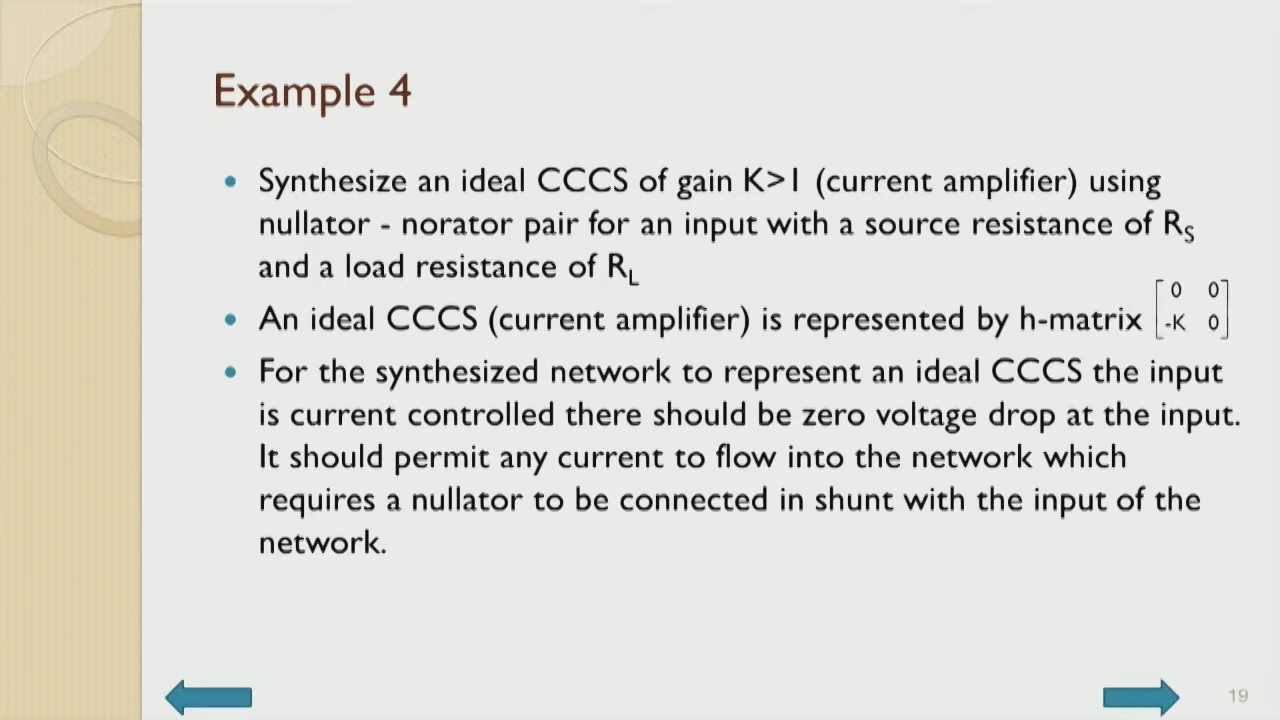 Example 4
• Synthesize an ideal CCCS of gain K>1 (current amplifier) using
nullator - norator pair for an input with a source resistance of RS
and a load resistance of RL
• An ideal CCCS (current amplifier) is represented by h-matrix [0 0
-K 0]
• For the synthesized network to represent an ideal CCCS the input
is current controlled there should be zero voltage drop at the input.
It should permit any current to flow into the network which
requires a nullator to be connected in shunt with the input of the
network.
19